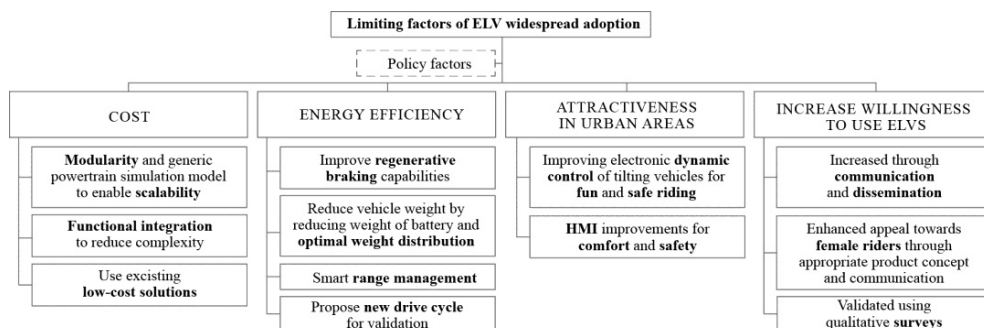 Limiting factors of ELV widespread adoption
Policy factors
COST
Modularity and generic
powertrain simulation model
to enable scalability
Functional integration
to reduce complexity
Use excisting
low-cost solutions
ENERGY EFFICIENCY
Improve regenerative
braking capabilities
Reduce vehicle weight by
reducing weight of battery and
optimal weight distribution
Smart range management
Propose new drive cycle
for validation
ATTRACTIVENESS
IN URBAN AREAS
Improving electronic dynamic
control of tilting vehicles for
fun and safe riding
HMI improvements for
comfort and safety
INCREASE WILLINGNESS
TO USE ELVS
Increased through
communication
and dissemination
Enhanced appeal towards
female riders through
appropriate product concept
and communication
Validated using
qualitative surveys